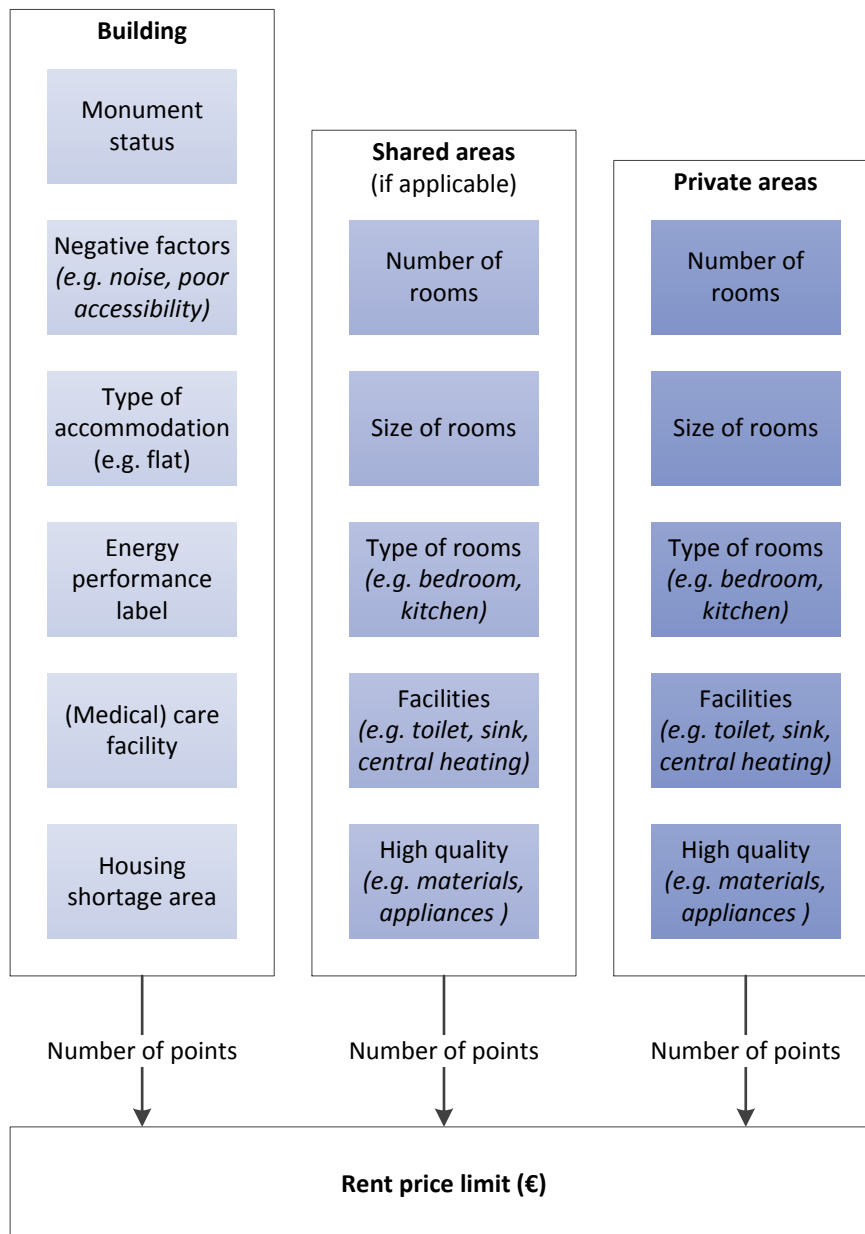 Building
Monument
status
Negative factors
(e.g. noise, poor
accessibility)
Type of
accommodation
(e.g. flat)
Energy
performance
label
(Medical) care
facility
Housing
shortage area
Number of points
Shared areas
(if applicable)
Number of
rooms
Size of rooms
Type of rooms
(e.g. bedroom,
kitchen)
Facilities
(e.g. toilet, sink,
central heating)
High quality
(e.g. materials,
appliances )
Number of points
Private areas
Number of
rooms
Size of rooms
Type of rooms
(e.g. bedroom,
kitchen)
Facilities
(e.g. toilet, sink,
central heating)
High quality
(e.g. materials,
appliances )
Number of points
Rent price limit (€)